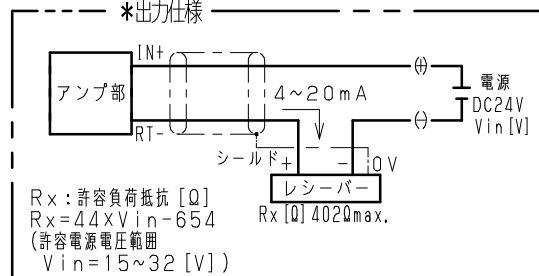 *出力仕様
IN+
アンプ部
RT-
4~20mA
(+)
(-)
電源
DC24V
Vin[V]
シールド
+
-
0V
レシーバー
Rx[Ω]402Ωmax.
Rx:許容負荷抵抗[Ω]
Rx=44×Vin-654
(許容電源電圧範囲
Vin=15~32[V])